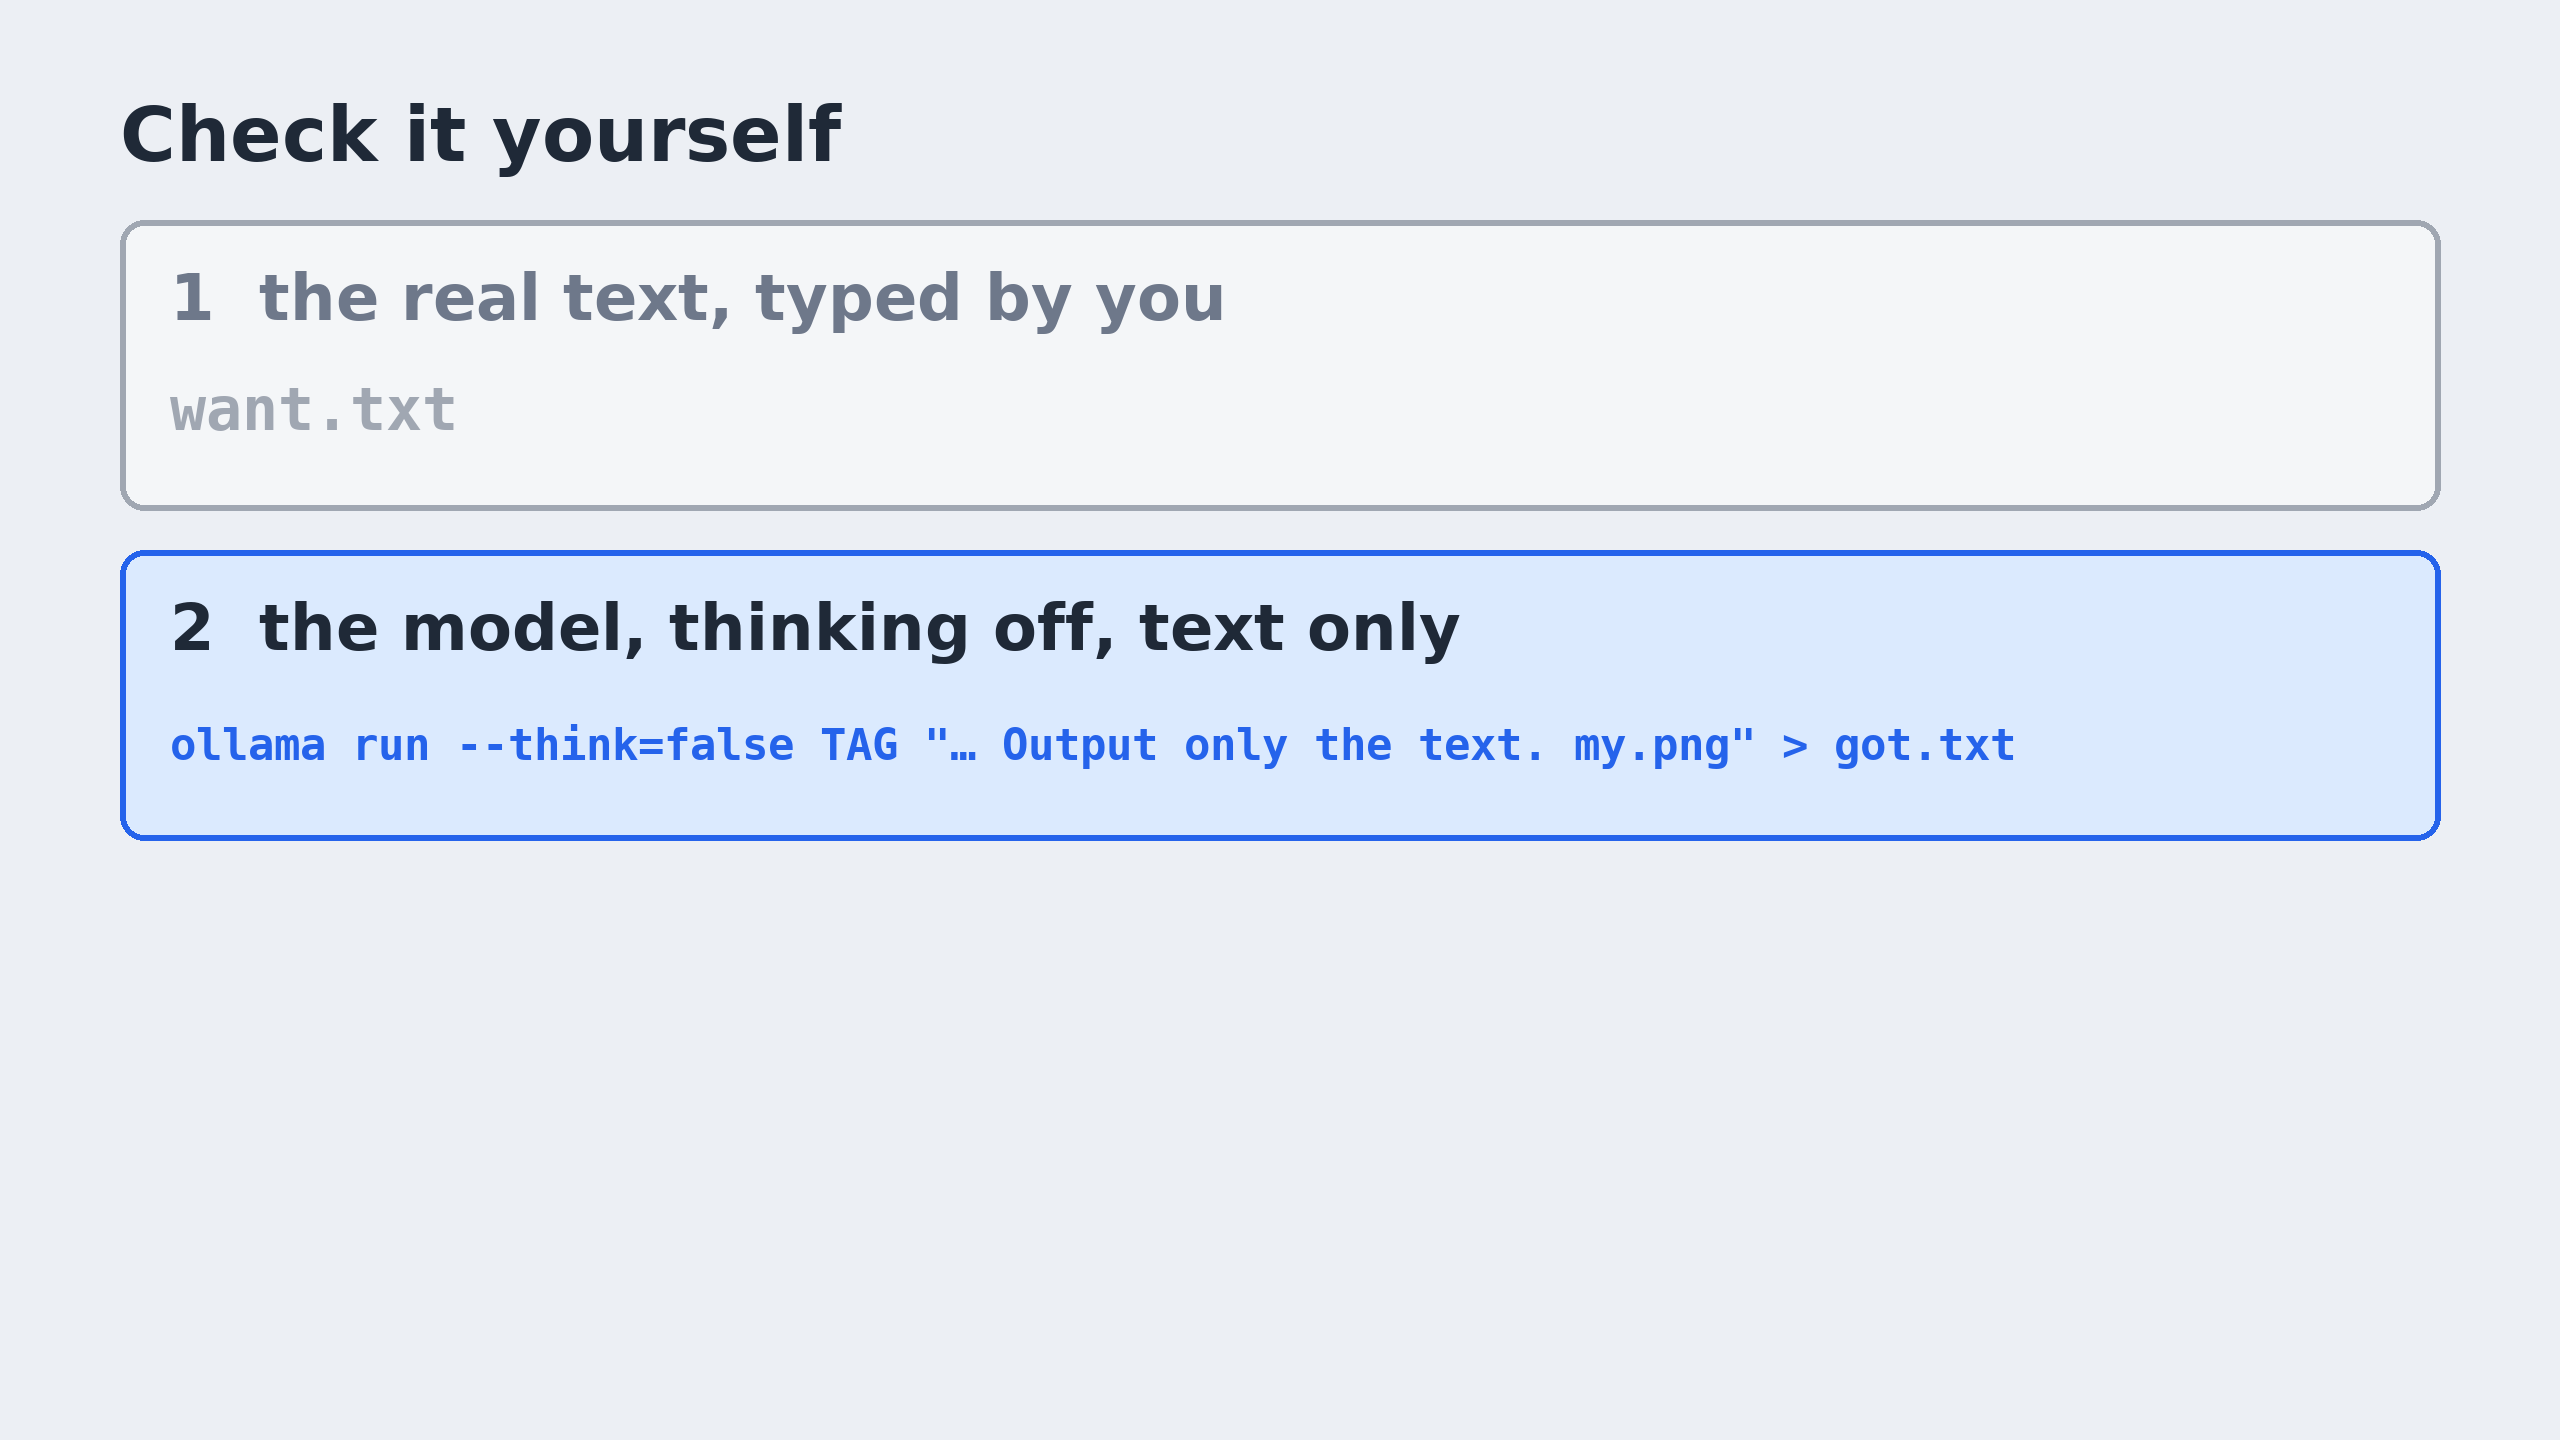 Check it yourself
1 the real text, typed by you
want.txt
2 the model, thinking off, text only
ollama run --think=false TAG "… Output only the text. my.png" > got.txt